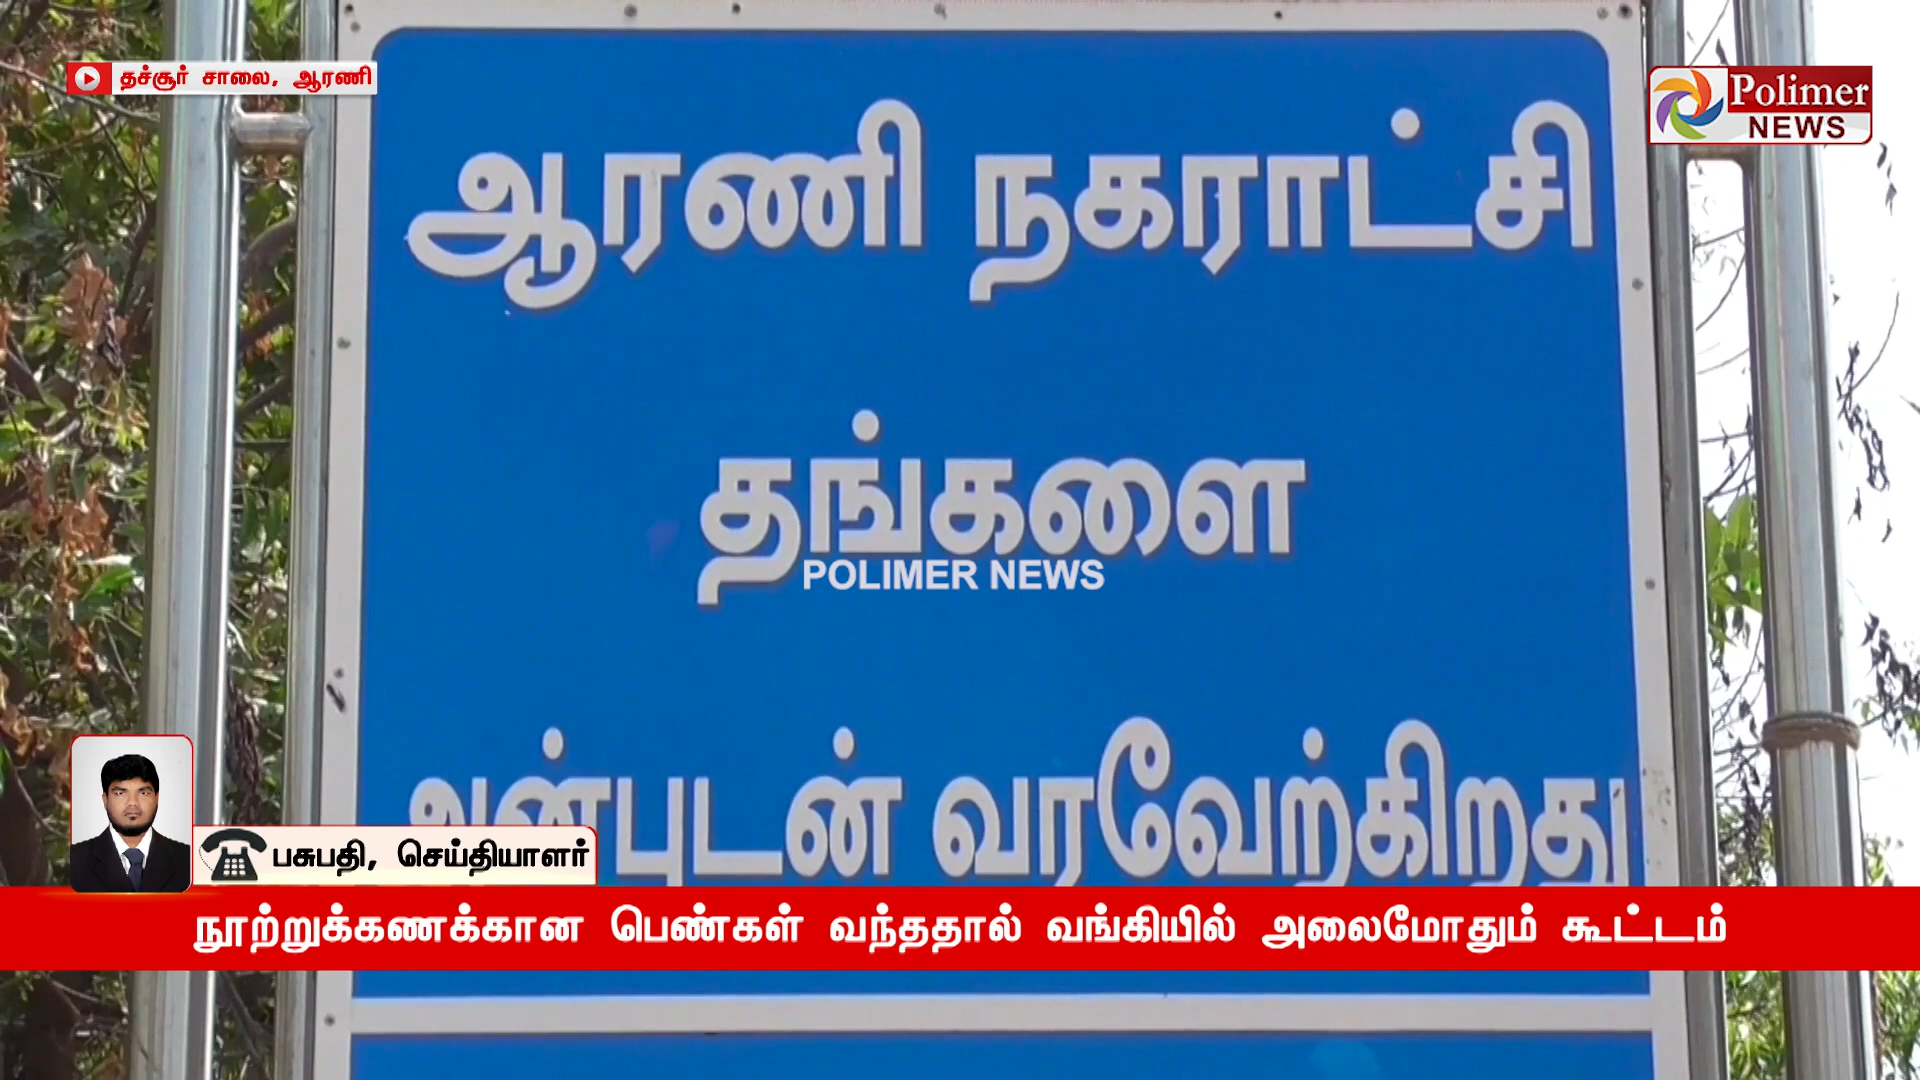 தச்சூர் சாலை, ஆரணி
Polimer
NEWS
ஆரணி நகராட்சி
தங்களை
POLIMER NEWS
அன்புடன் வரவேற்கிறது
பசுபதி, செய்தியாளர்
நூற்றுக்கணக்கான பெண்கள் வந்ததால் வங்கியில் அலைமோதும் கூட்டம்